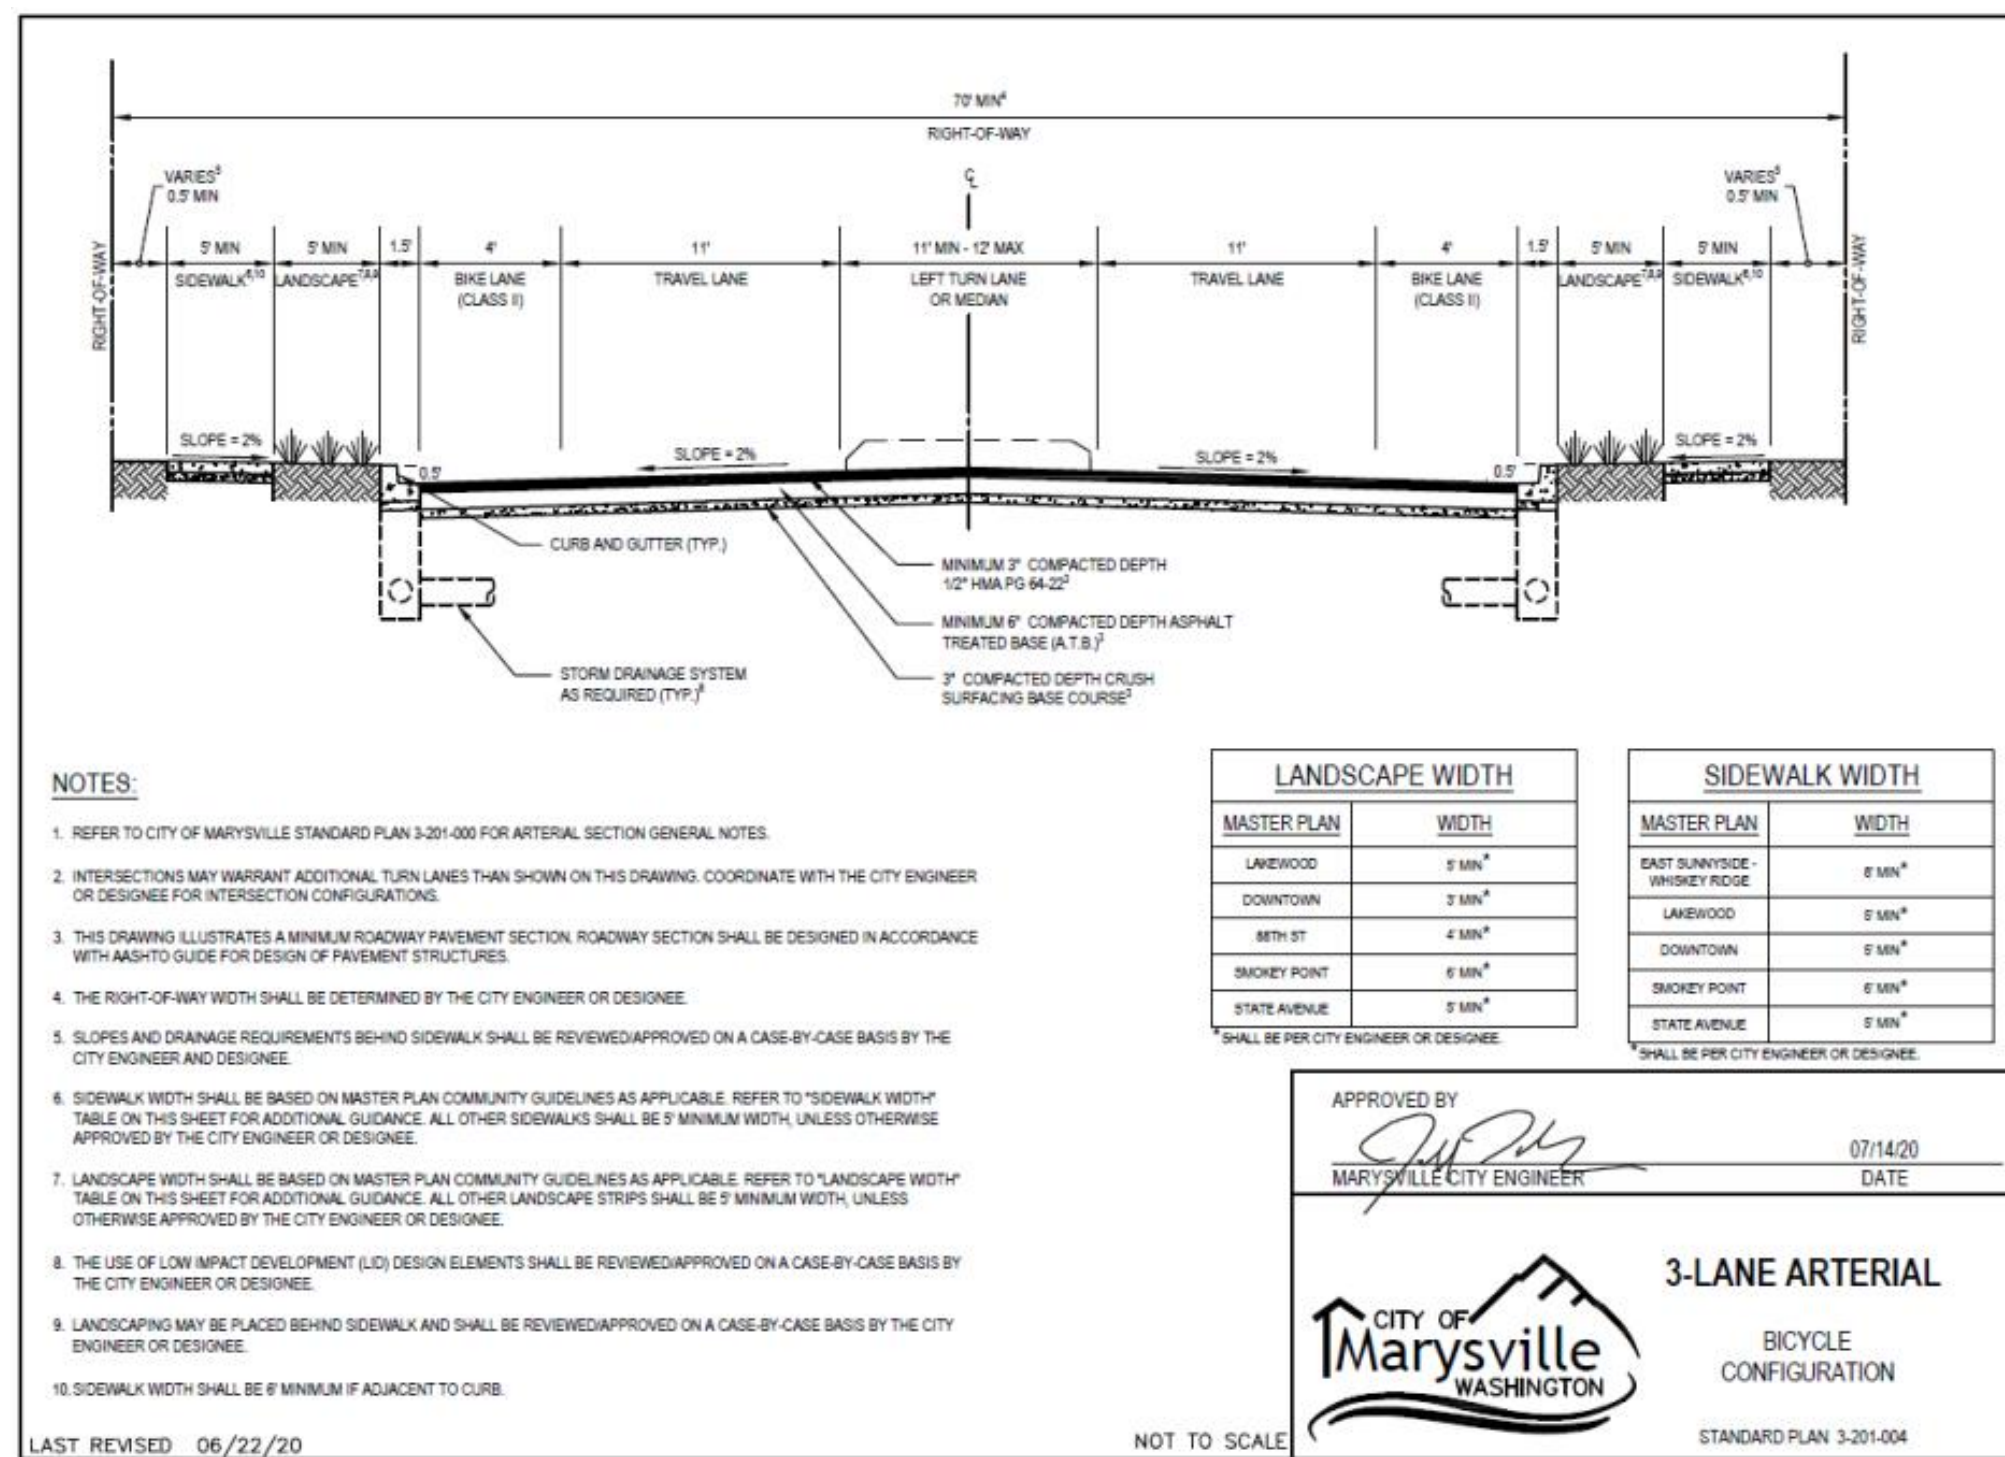 70' MIN⁴
RIGHT-OF-WAY
VARIES⁵
0.5' MIN
℄
VARIES⁵
0.5' MIN
RIGHT-OF-WAY
5' MIN
5' MIN
1.5'
4'
11'
11' MIN - 12' MAX
11'
4'
1.5'
5' MIN
5' MIN
RIGHT-OF-WAY
SIDEWALK⁶,¹⁰
LANDSCAPE⁷,⁸,⁹
BIKE LANE
(CLASS II)
TRAVEL LANE
LEFT TURN LANE
OR MEDIAN
TRAVEL LANE
BIKE LANE
(CLASS II)
LANDSCAPE⁷,⁸,⁹
SIDEWALK⁶,¹⁰
SLOPE = 2%
0.5'
SLOPE = 2%
SLOPE = 2%
0.5'
SLOPE = 2%
CURB AND GUTTER (TYP.)
MINIMUM 3" COMPACTED DEPTH
1/2" HMA PG 64-22³
MINIMUM 6" COMPACTED DEPTH ASPHALT
TREATED BASE (A.T.B.)³
3" COMPACTED DEPTH CRUSH
SURFACING BASE COURSE³
STORM DRAINAGE SYSTEM
AS REQUIRED (TYP.)⁸
NOTES:
1. REFER TO CITY OF MARYSVILLE STANDARD PLAN 3-201-000 FOR ARTERIAL SECTION GENERAL NOTES.
2. INTERSECTIONS MAY WARRANT ADDITIONAL TURN LANES THAN SHOWN ON THIS DRAWING. COORDINATE WITH THE CITY ENGINEER
OR DESIGNEE FOR INTERSECTION CONFIGURATIONS.
3. THIS DRAWING ILLUSTRATES A MINIMUM ROADWAY PAVEMENT SECTION. ROADWAY SECTION SHALL BE DESIGNED IN ACCORDANCE
WITH AASHTO GUIDE FOR DESIGN OF PAVEMENT STRUCTURES.
4. THE RIGHT-OF-WAY WIDTH SHALL BE DETERMINED BY THE CITY ENGINEER OR DESIGNEE.
5. SLOPES AND DRAINAGE REQUIREMENTS BEHIND SIDEWALK SHALL BE REVIEWED/APPROVED ON A CASE-BY-CASE BASIS BY THE
CITY ENGINEER AND DESIGNEE.
6. SIDEWALK WIDTH SHALL BE BASED ON MASTER PLAN COMMUNITY GUIDELINES AS APPLICABLE. REFER TO "SIDEWALK WIDTH"
TABLE ON THIS SHEET FOR ADDITIONAL GUIDANCE. ALL OTHER SIDEWALKS SHALL BE 5' MINIMUM WIDTH, UNLESS OTHERWISE
APPROVED BY THE CITY ENGINEER OR DESIGNEE.
7. LANDSCAPE WIDTH SHALL BE BASED ON MASTER PLAN COMMUNITY GUIDELINES AS APPLICABLE. REFER TO "LANDSCAPE WIDTH"
TABLE ON THIS SHEET FOR ADDITIONAL GUIDANCE. ALL OTHER LANDSCAPE STRIPS SHALL BE 5' MINIMUM WIDTH, UNLESS
OTHERWISE APPROVED BY THE CITY ENGINEER OR DESIGNEE.
8. THE USE OF LOW IMPACT DEVELOPMENT (LID) DESIGN ELEMENTS SHALL BE REVIEWED/APPROVED ON A CASE-BY-CASE BASIS BY
THE CITY ENGINEER OR DESIGNEE.
9. LANDSCAPING MAY BE PLACED BEHIND SIDEWALK AND SHALL BE REVIEWED/APPROVED ON A CASE-BY-CASE BASIS BY THE CITY
ENGINEER OR DESIGNEE.
10. SIDEWALK WIDTH SHALL BE 6' MINIMUM IF ADJACENT TO CURB.
LAST REVISED 06/22/20
NOT TO SCALE
LANDSCAPE WIDTH
MASTER PLAN WIDTH
LAKEWOOD 5' MIN*
DOWNTOWN 3' MIN*
88TH ST 4' MIN*
SMOKEY POINT 6' MIN*
STATE AVENUE 5' MIN*
*SHALL BE PER CITY ENGINEER OR DESIGNEE.
SIDEWALK WIDTH
MASTER PLAN WIDTH
EAST SUNNYSIDE -
WHISKEY RIDGE MIN*
LAKEWOOD MIN*
DOWNTOWN 5' MIN*
SMOKEY POINT 6' MIN*
STATE AVENUE 5' MIN*
*SHALL BE PER CITY ENGINEER OR DESIGNEE.
APPROVED BY
07/14/20
MARYSVILLE CITY ENGINEER
DATE
CITY OF
Marysville
WASHINGTON
3-LANE ARTERIAL
BICYCLE
CONFIGURATION
STANDARD PLAN 3-201-004